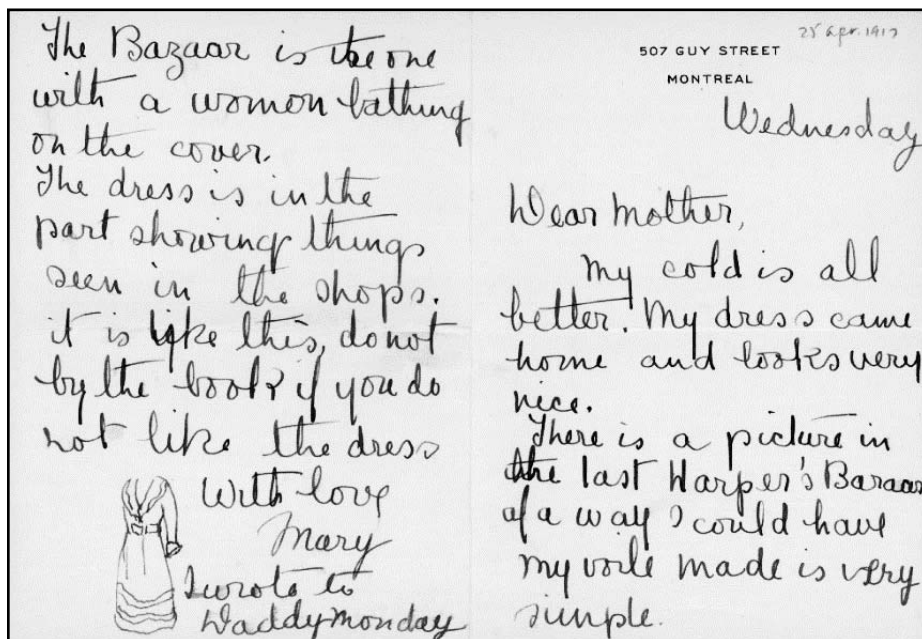 25 Apr. 1917
507 GUY STREET
MONTREAL
Wednesday
Dear Mother,
My cold is all
better. My dress came
home and looks very
nice.
There is a picture in
the last Harper's Bazaar
of a way I could have
my voile made is very
simple.
The Bazaar is the one
with a woman bathing
on the cover.
The dress is in the
part showing things
seen in the shops.
it is like this, do not
by the book if you do
not like the dress
With love
Mary
I wrote to
Daddy Monday